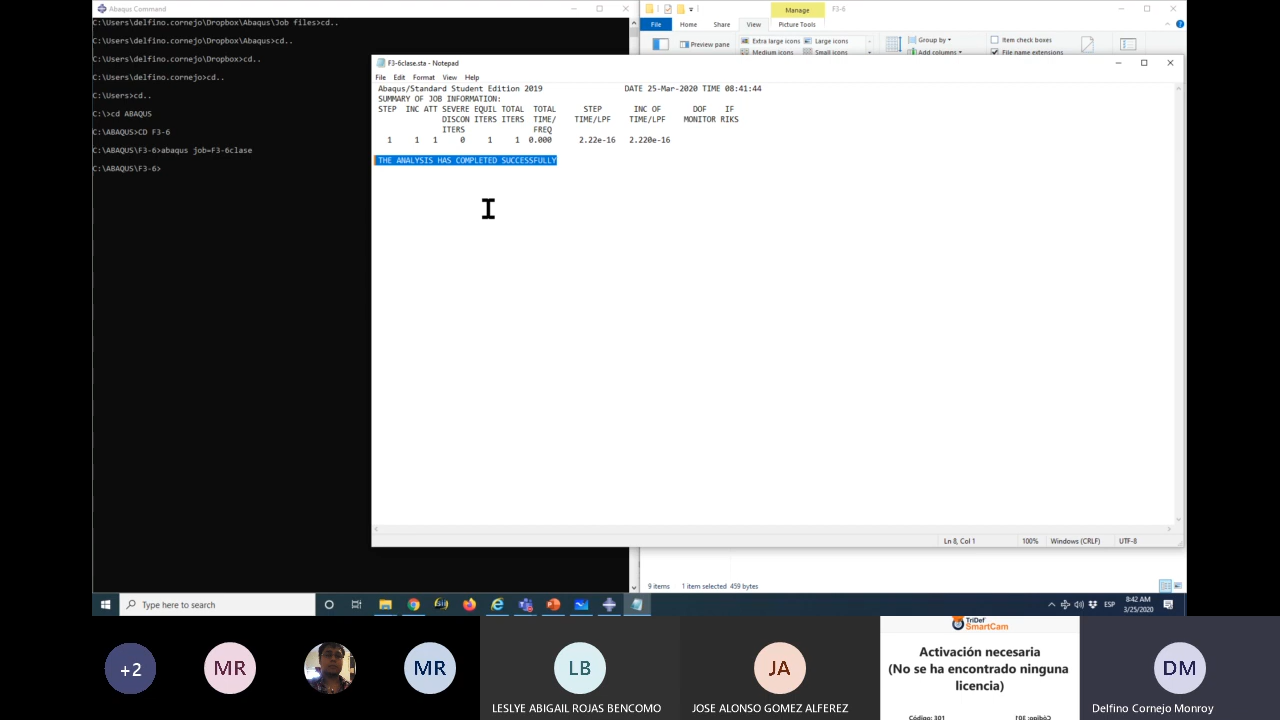 Abaqus Command
C:\Users\delfino.cornejo\Dropbox\Abaqus\Job files>cd..
C:\Users\delfino.cornejo\Dropbox\Abaqus>cd..
C:\Users\delfino.cornejo\Dropbox>cd..
C:\Users\delfino.cornejo>cd..
C:\Users>cd..
C:\>cd ABAQUS
C:\ABAQUS>CD F3-6
C:\ABAQUS\F3-6>abaqus job=F3-6clase
C:\ABAQUS\F3-6>
Manage
F3-6
File Home Share View Picture Tools
Preview pane
Extra large icons Large icons
Medium icons Small icons
Group by
Add columns
Item check boxes
File name extensions
F3-6clase.sta - Notepad
File Edit Format View Help
Abaqus/Standard Student Edition 2019 DATE 25-Mar-2020 TIME 08:41:44
SUMMARY OF JOB INFORMATION:
STEP INC ATT SEVERE EQUIL TOTAL TOTAL STEP INC OF DOF IF
DISCON ITERS ITERS TIME/ TIME/LPF TIME/LPF MONITOR RIKS
ITERS FREQ
1 1 1 0 1 1 0.000 2.22e-16 2.220e-16
THE ANALYSIS HAS COMPLETED SUCCESSFULLY
Ln 8, Col 1 100% Windows (CRLF) UTF-8
9 items 1 item selected 459 bytes
Type here to search
ESP
8:42 AM
3/25/2020
+2
MR
MR
LB
LESLYE ABIGAIL ROJAS BENCOMO
JA
JOSE ALONSO GOMEZ ALFEREZ
TriDef
SmartCam
Activación necesaria
(No se ha encontrado ninguna
licencia)
Código: 301
Código: 301
DM
Delfino Cornejo Monroy